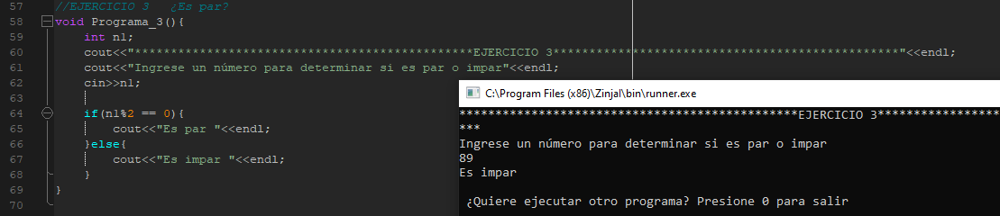 57 //EJERCICIO 3 ¿Es par?
58 void Programa_3(){
59 int n1;
60 cout<<"***********************************************EJERCICIO 3************************************************"<<endl;
61 cout<<"Ingrese un número para determinar si es par o impar"<<endl;
62 cin>>n1;
63
64 if(n1%2 == 0){
65 cout<<"Es par "<<endl;
66 }else{
67 cout<<"Es impar "<<endl;
68 }
69 }
70
C:\Program Files (x86)\Zinjal\bin\runner.exe
***********************************************EJERCICIO 3*****************
***
Ingrese un número para determinar si es par o impar
89
Es impar
¿Quiere ejecutar otro programa? Presione 0 para salir